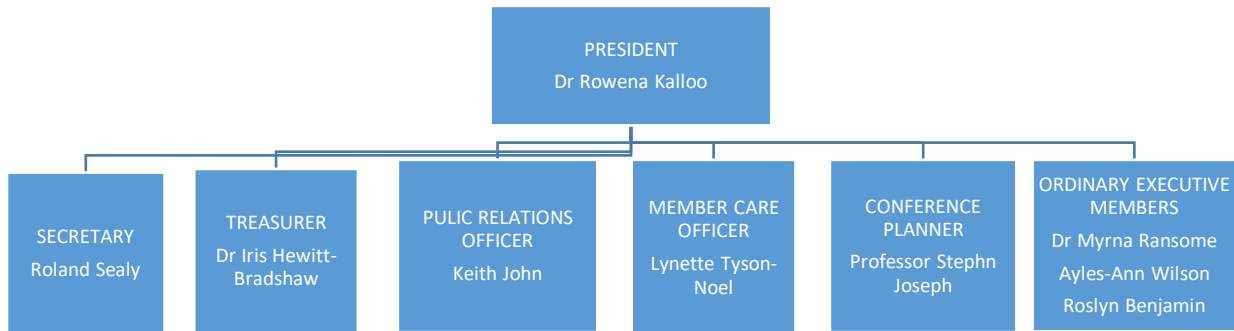 PRESIDENT
Dr Rowena Kalloo
SECRETARY
Roland Sealy
TREASURER
Dr Iris Hewitt-
Bradshaw
PULIC RELATIONS
OFFICER
Keith John
MEMBER CARE
OFFICER
Lynette Tyson-
Noel
CONFERENCE
PLANNER
Professor Stephn
Joseph
ORDINARY EXECUTIVE
MEMBERS
Dr Myrna Ransome
Ayles-Ann Wilson
Roslyn Benjamin